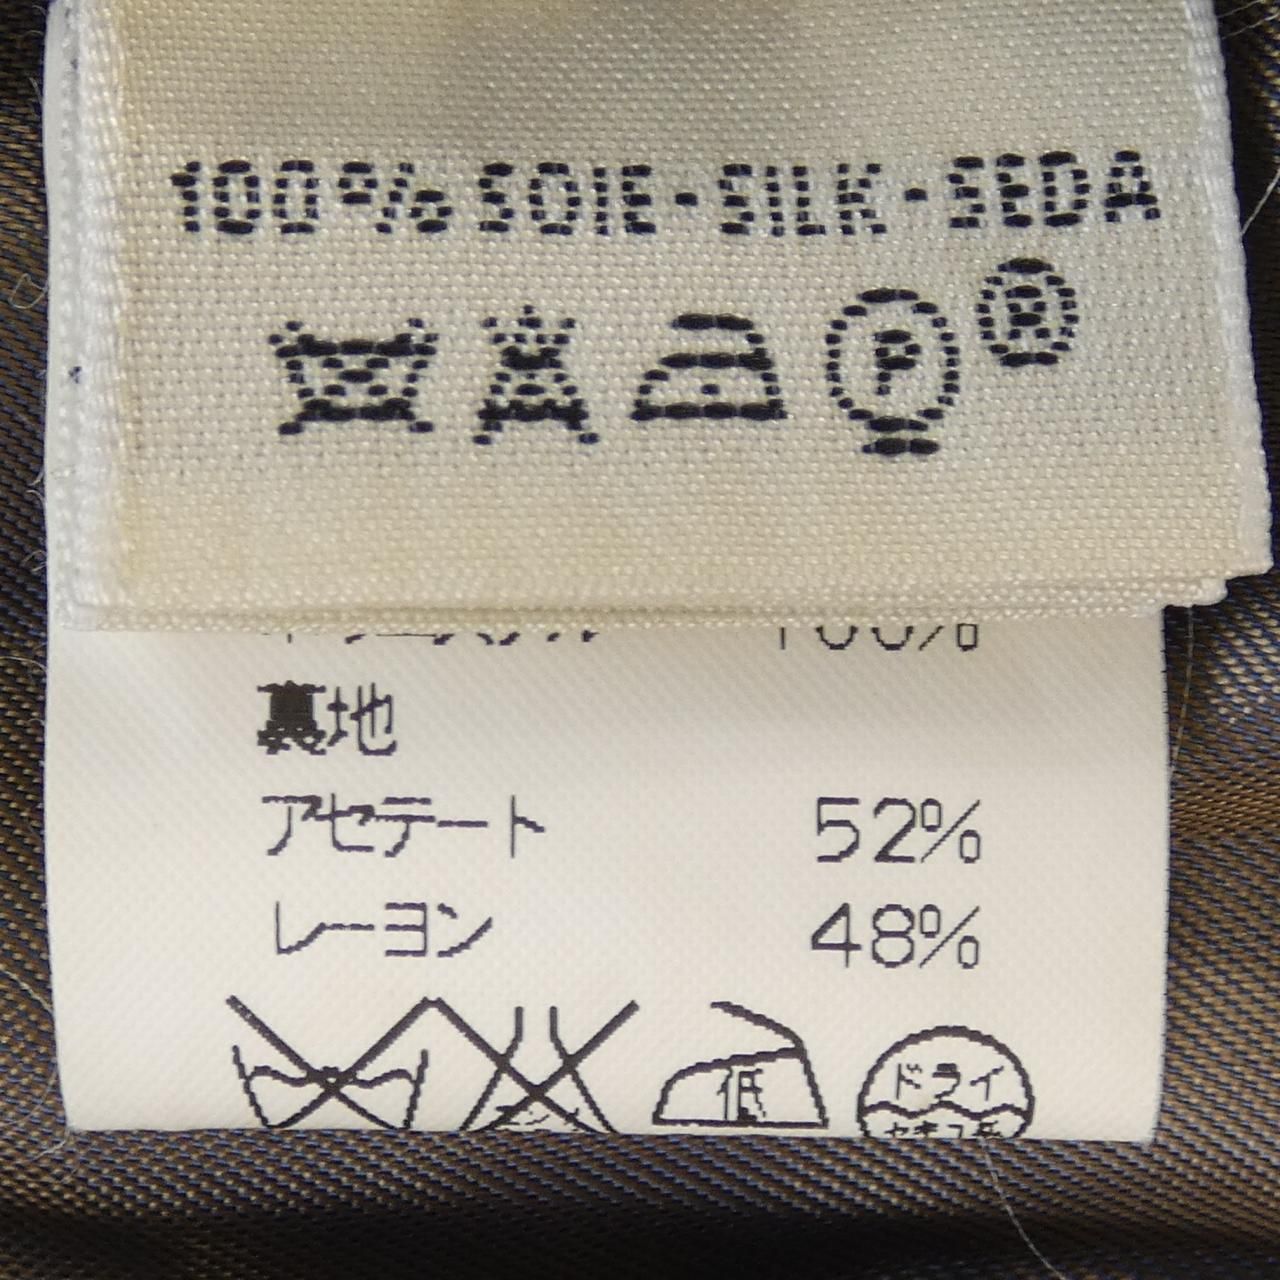 100% SOIE - SILK - SEDA
P ®
100%
裏地
アセテート 52%
レーヨン 48%
低 ドライ